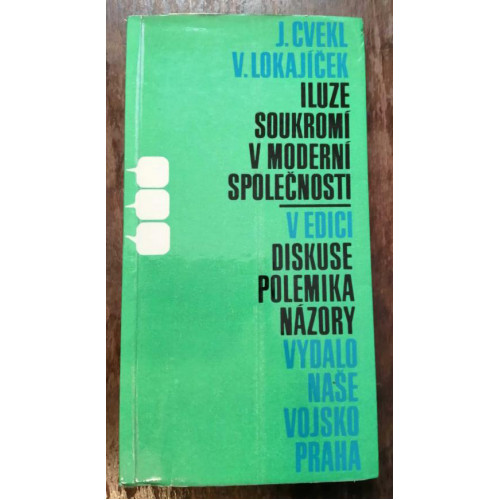 J. CVEKL
V. LOKAJÍČEK
ILUZE
SOUKROMÍ
V MODERNÍ
SPOLEČNOSTI
V EDICI
DISKUSE
POLEMIKA
NÁZORY
VYDALO
NAŠE
VOJSKO
PRAHA